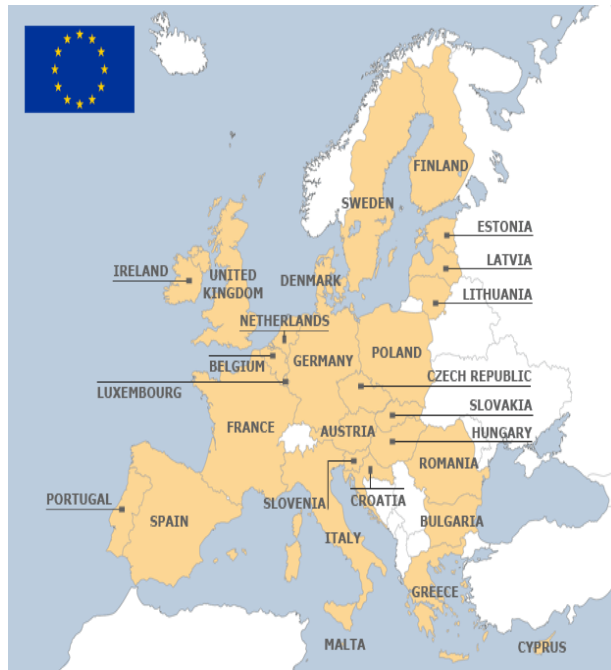 FINLAND
SWEDEN
ESTONIA
LATVIA
IRELAND
UNITED
KINGDOM
DENMARK
LITHUANIA
NETHERLANDS
POLAND
GERMANY
BELGIUM
CZECH REPUBLIC
LUXEMBOURG
SLOVAKIA
FRANCE
AUSTRIA
HUNGARY
ROMANIA
PORTUGAL
SLOVENIA
CROATIA
SPAIN
BULGARIA
ITALY
GREECE
MALTA
CYPRUS